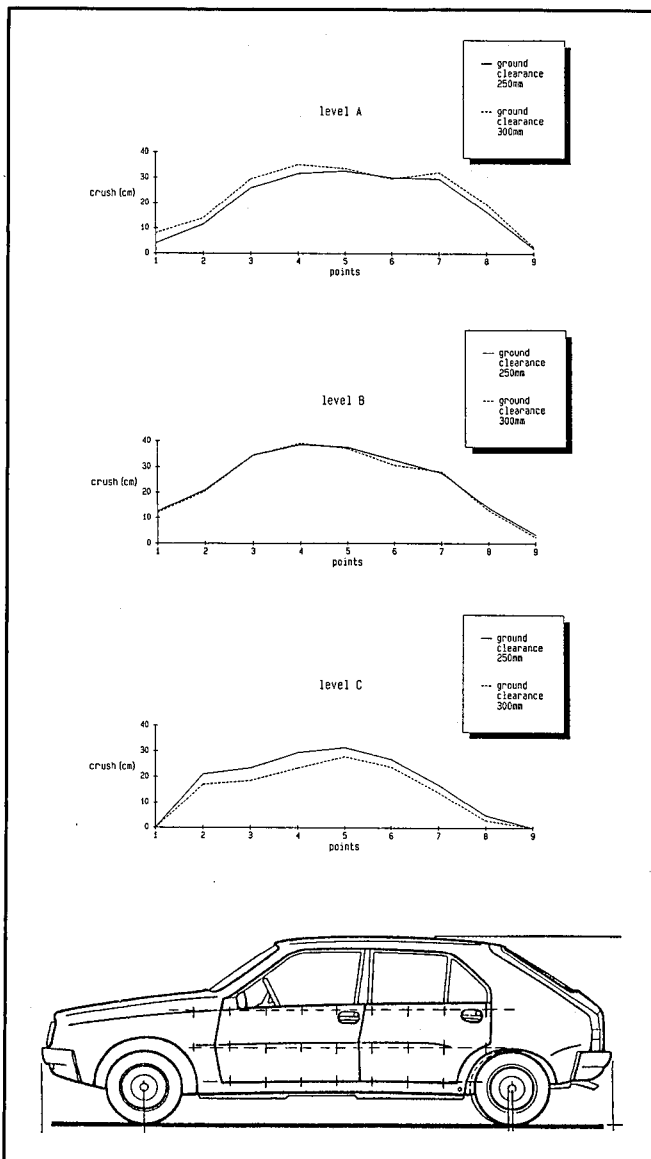 ground
clearance
250mm
ground
clearance
300mm
level A
40
30
crush (cm)
20
10
0
1 2 3 4 5 6 7 8 9
points
ground
clearance
250mm
ground
clearance
300mm
level B
40
30
crush (cm)
20
10
0
1 2 3 4 5 6 7 8 9
points
ground
clearance
250mm
ground
clearance
300mm
level C
40
30
crush (cm)
20
10
0
1 2 3 4 5 6 7 8 9
points